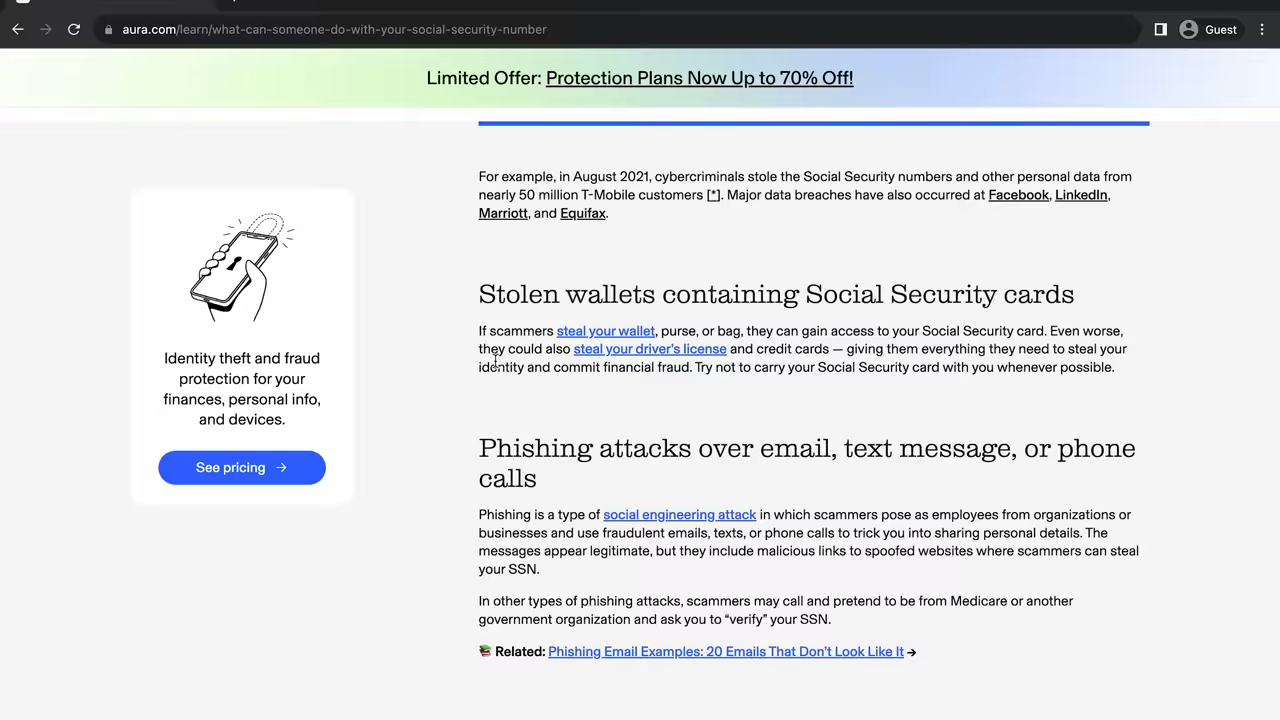 aura.com/learn/what-can-someone-do-with-your-social-security-number
Guest
Limited Offer: Protection Plans Now Up to 70% Off!
For example, in August 2021, cybercriminals stole the Social Security numbers and other personal data from
nearly 50 million T-Mobile customers [*]. Major data breaches have also occurred at Facebook, LinkedIn,
Marriott, and Equifax.
Stolen wallets containing Social Security cards
If scammers steal your wallet, purse, or bag, they can gain access to your Social Security card. Even worse,
they could also steal your driver's license and credit cards — giving them everything they need to steal your
identity and commit financial fraud. Try not to carry your Social Security card with you whenever possible.
Identity theft and fraud
protection for your
finances, personal info,
and devices.
See pricing →
Phishing attacks over email, text message, or phone
calls
Phishing is a type of social engineering attack in which scammers pose as employees from organizations or
businesses and use fraudulent emails, texts, or phone calls to trick you into sharing personal details. The
messages appear legitimate, but they include malicious links to spoofed websites where scammers can steal
your SSN.
In other types of phishing attacks, scammers may call and pretend to be from Medicare or another
government organization and ask you to “verify” your SSN.
📚 Related: Phishing Email Examples: 20 Emails That Don't Look Like It →